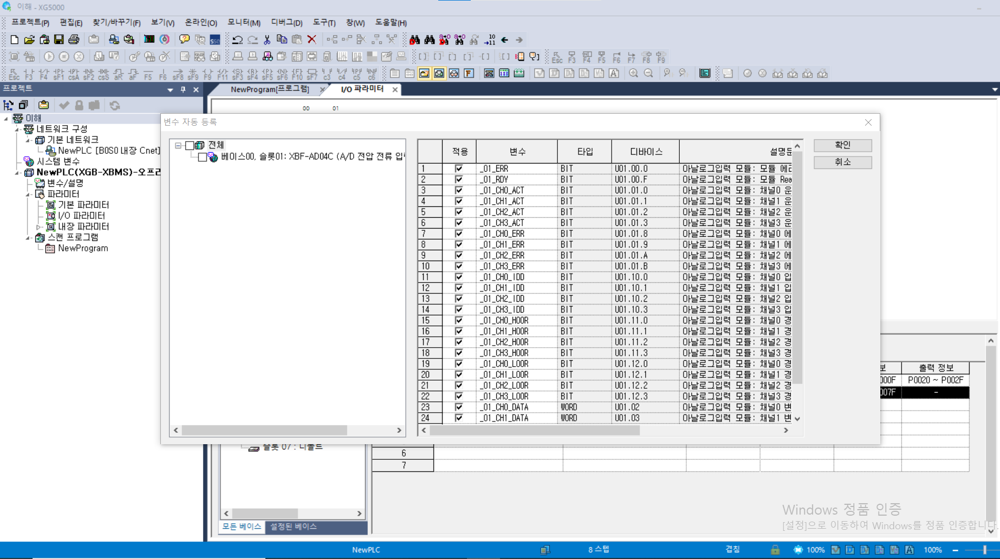 이해 - XG5000
프로젝트(P) 편집(E) 찾기/바꾸기(F) 보기(V) 온라인(O) 모니터(M) 디버그(D) 도구(T) 창(W) 도움말(H)
Esc F3 F4 F5 F6 F7 F8 F9
Esc F3 F4 sF1 csA sF2 csS aR aF F5 F6 sF8 sF9 F9 F11 sF3 sF4 sF5 sF6 F10 sF7 c3 c4 c5 c6
프로젝트
NewProgram[프로그램]
I/O 파라미터
이해
네트워크 구성
기본 네트워크
NewPLC [B0S0 내장 Cnet]
시스템 변수
NewPLC(XGB-XBMS)-오프라
변수/설명
파라미터
기본 파라미터
I/O 파라미터
내장 파라미터
스캔 프로그램
NewProgram
00 01
변수 자동 등록
전체
베이스00, 슬롯01: XBF-AD04C (A/D 전압 전류 입
적용 변수 타입 디바이스 설명문
1 _01_ERR BIT U01.00.0 아날로그입력 모듈: 모듈 에러
2 _01_RDY BIT U01.00.F 아날로그입력 모듈: 모듈 Rea
3 _01_CH0_ACT BIT U01.01.0 아날로그입력 모듈: 채널0 운
4 _01_CH1_ACT BIT U01.01.1 아날로그입력 모듈: 채널1 운
5 _01_CH2_ACT BIT U01.01.2 아날로그입력 모듈: 채널2 운
6 _01_CH3_ACT BIT U01.01.3 아날로그입력 모듈: 채널3 운
7 _01_CH0_ERR BIT U01.01.8 아날로그입력 모듈: 채널0 에
8 _01_CH1_ERR BIT U01.01.9 아날로그입력 모듈: 채널1 에
9 _01_CH2_ERR BIT U01.01.A 아날로그입력 모듈: 채널2 에
10 _01_CH3_ERR BIT U01.01.B 아날로그입력 모듈: 채널3 에
11 _01_CH0_IDD BIT U01.10.0 아날로그입력 모듈: 채널0 입
12 _01_CH1_IDD BIT U01.10.1 아날로그입력 모듈: 채널1 입
13 _01_CH2_IDD BIT U01.10.2 아날로그입력 모듈: 채널2 입
14 _01_CH3_IDD BIT U01.10.3 아날로그입력 모듈: 채널3 입
15 _01_CH0_HOOR BIT U01.11.0 아날로그입력 모듈: 채널0 경
16 _01_CH1_HOOR BIT U01.11.1 아날로그입력 모듈: 채널1 경
17 _01_CH2_HOOR BIT U01.11.2 아날로그입력 모듈: 채널2 경
18 _01_CH3_HOOR BIT U01.11.3 아날로그입력 모듈: 채널3 경
19 _01_CH0_LOOR BIT U01.12.0 아날로그입력 모듈: 채널0 경
20 _01_CH1_LOOR BIT U01.12.1 아날로그입력 모듈: 채널1 경
21 _01_CH2_LOOR BIT U01.12.2 아날로그입력 모듈: 채널2 경
22 _01_CH3_LOOR BIT U01.12.3 아날로그입력 모듈: 채널3 경
23 _01_CH0_DATA WORD U01.02 아날로그입력 모듈: 채널0 변
24 _01_CH1_DATA WORD U01.03 아날로그입력 모듈: 채널1 변
확인
취소
보 출력 정보
000F P0020 ~ P002F
007F -
슬롯 07 : 디폴트
6
7
모든 베이스 설정된 베이스
Windows 정품 인증
[설정]으로 이동하여 Windows를 정품 인증합니다.
NewPLC 8 스텝 겹침 100% 100%